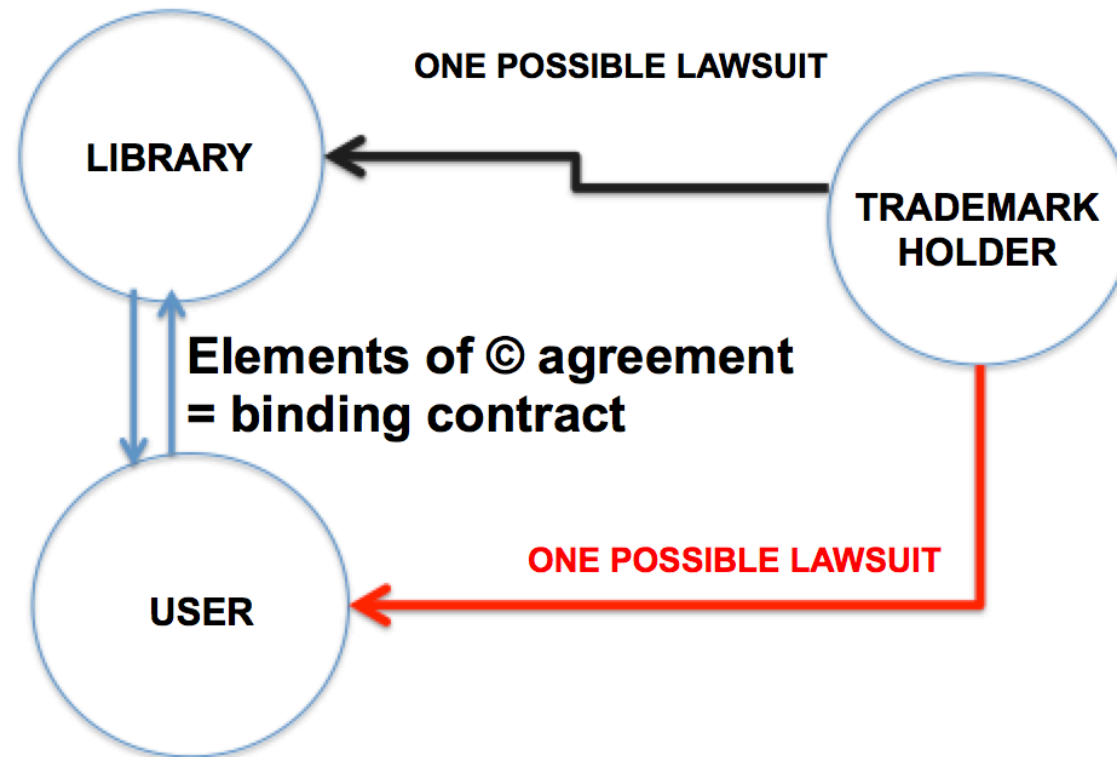 ONE POSSIBLE LAWSUIT
LIBRARY
TRADEMARK
HOLDER
Elements of © agreement
= binding contract
ONE POSSIBLE LAWSUIT
USER